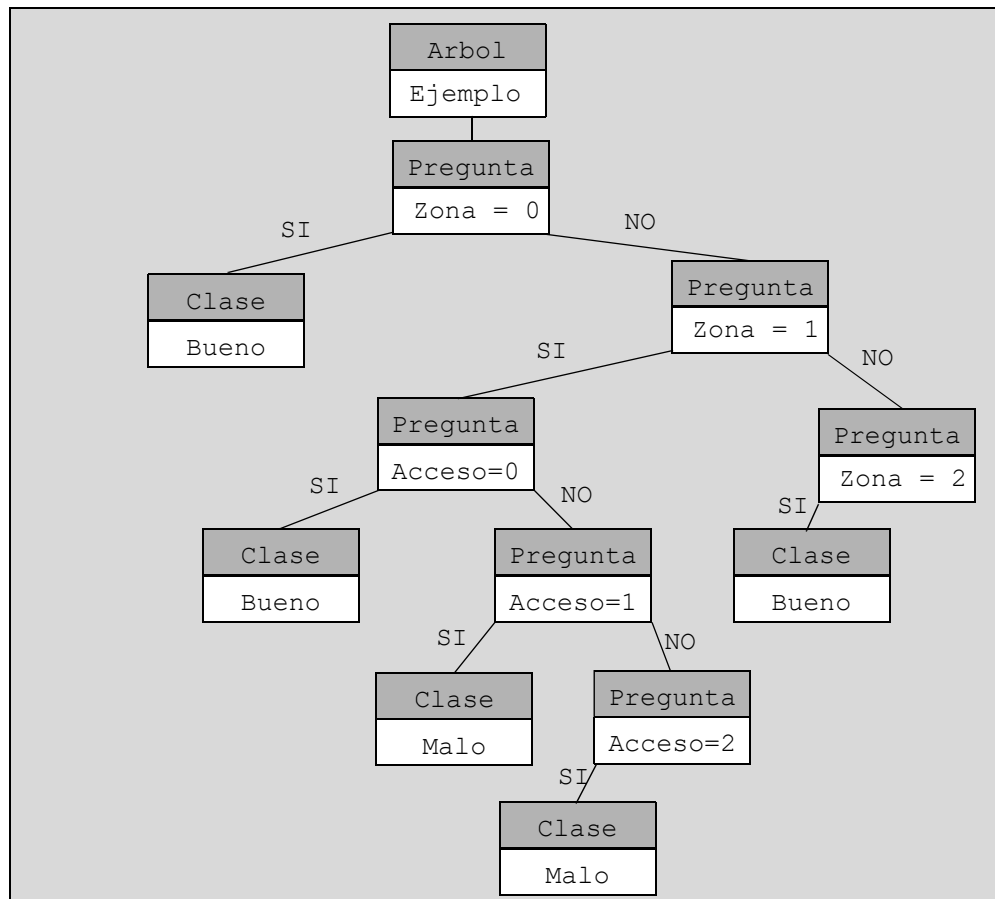 Arbol
Ejemplo
Pregunta
Zona = 0
SI
NO
Clase
Bueno
Pregunta
Zona = 1
SI
NO
Pregunta
Acceso=0
Pregunta
Zona = 2
SI
NO
SI
Clase
Bueno
Pregunta
Acceso=1
Clase
Bueno
SI
NO
Clase
Malo
Pregunta
Acceso=2
SI
Clase
Malo